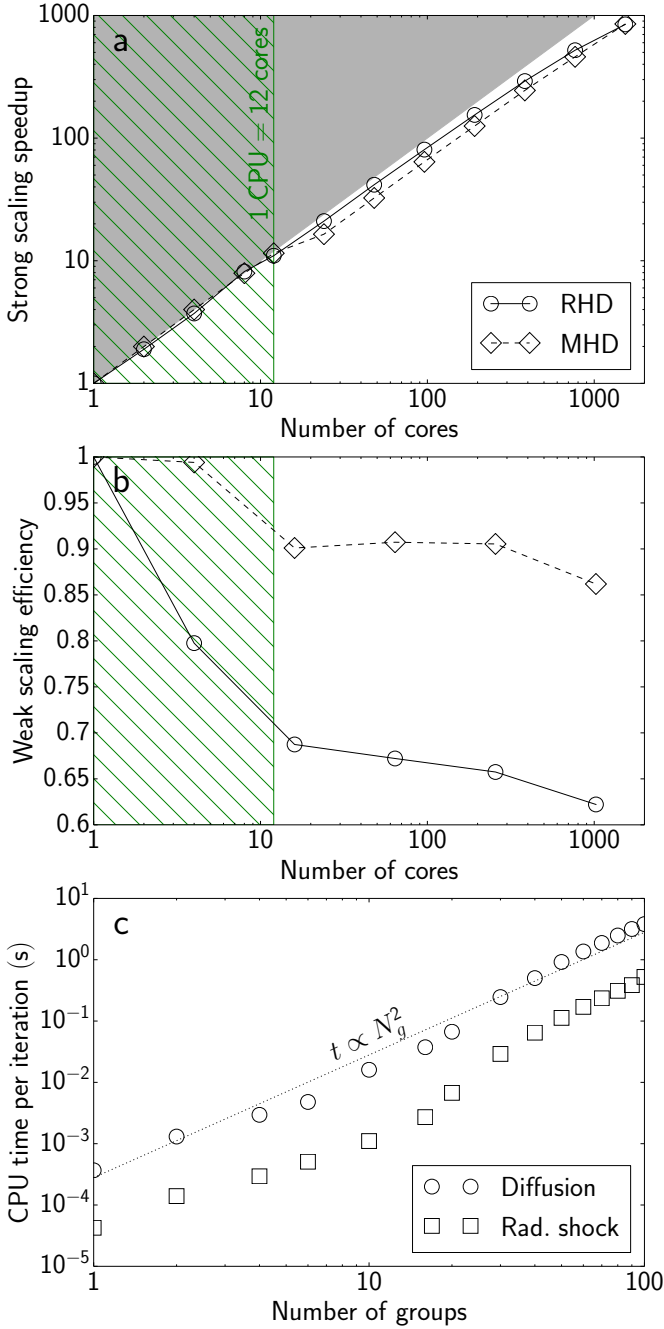 a
1000
100
10
1
Strong scaling speedup
1 CPU = 12 cores
RHD
MHD
1 10 100 1000
Number of cores
b
1
0.95
0.9
0.85
0.8
0.75
0.7
0.65
0.6
Weak scaling efficiency
1 10 100 1000
Number of cores
c
10^1
10^0
10^-1
10^-2
10^-3
10^-4
10^-5
CPU time per iteration (s)
t ∝ N_g^2
Diffusion
Rad. shock
1 10 100
Number of groups